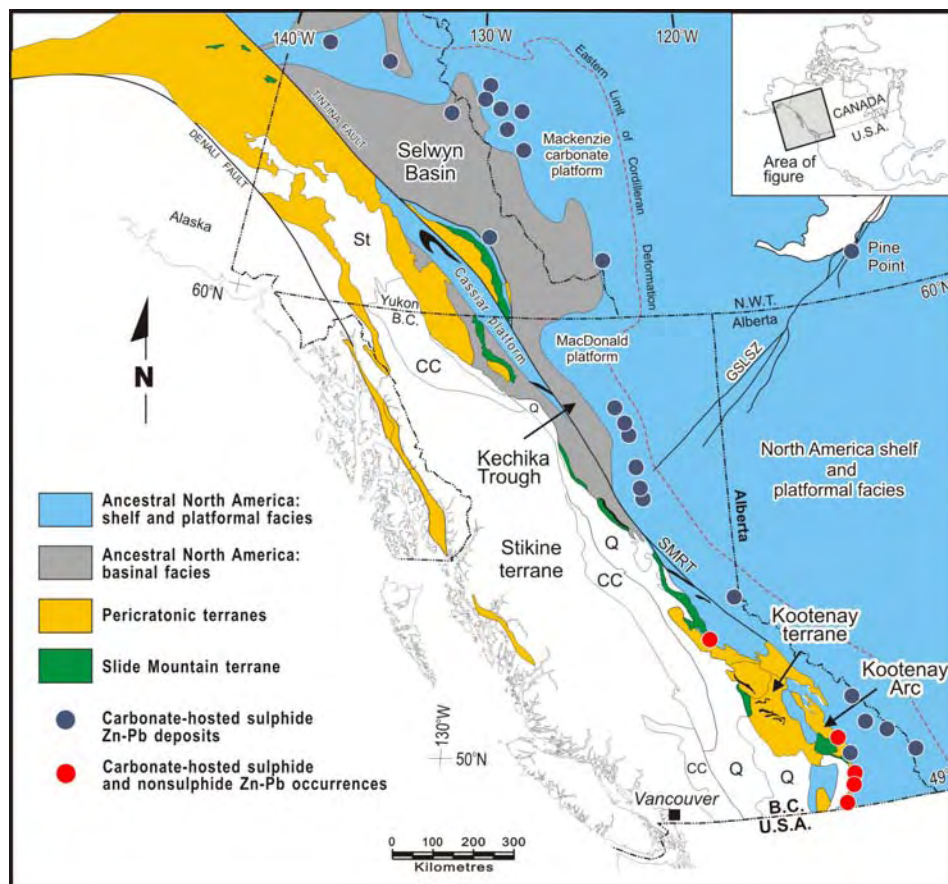 140°W
130°W
120°W
CANADA
U.S.A.
Area of
figure
Eastern
Limit of
Cordilleran
Deformation
TINTINA FAULT
DENALI FAULT
Selwyn
Basin
Mackenzie
carbonate
platform
Alaska
St
Pine
Point
60°N
Yukon
B.C.
Cassiar platform
N.W.T.
Alberta
60°N
MacDonald
platform
GSLSZ
N
CC
Q
Kechika
Trough
North America shelf
and
platformal facies
Alberta
Ancestral North America:
shelf and platformal facies
Ancestral North America:
basinal facies
Pericratonic terranes
Slide Mountain terrane
Carbonate-hosted sulphide
Zn-Pb deposits
Carbonate-hosted sulphide
and nonsulphide Zn-Pb occurrences
Stikine
terrane
Q
CC
SMRT
Kootenay
terrane
Kootenay
Arc
130°W
50°N
CC
Q
Q
49°
Vancouver
B.C.
U.S.A.
0 100 200 300
Kilometres